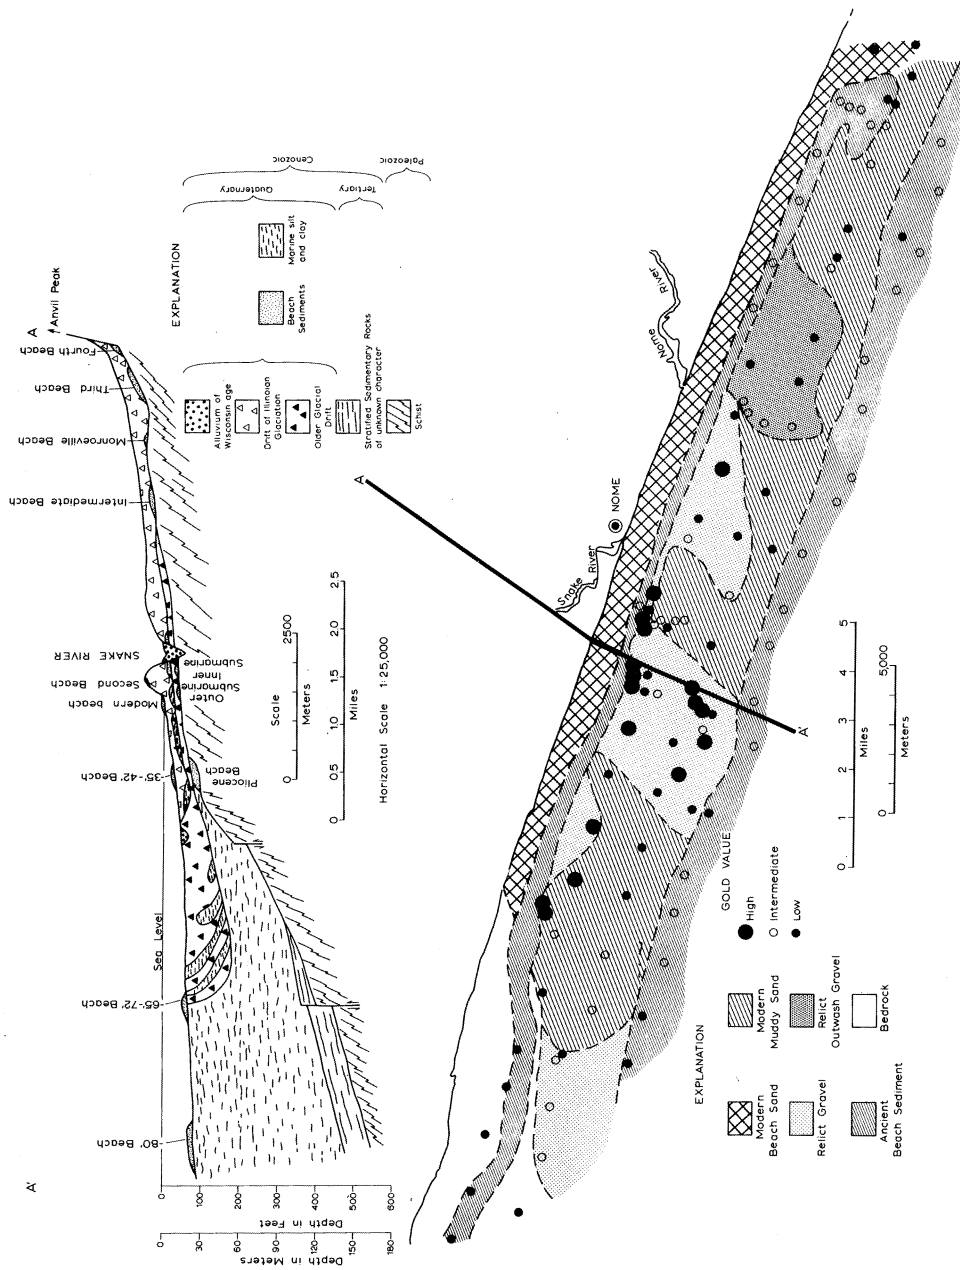 A'
A
Anvil Peak
Fourth Beach
Third Beach
Monroeville Beach
Intermediate Beach
SNAKE RIVER
Second Beach
Modern beach
35'-42' Beach
Sea Level
65'-72' Beach
80' Beach
Inner
Submarine
Outer
Submarine
Pliocene
Beach
0
100
200
300
400
500
600
Depth in Feet
0
30
60
90
120
150
180
Depth in Meters
EXPLANATION
Alluvium of
Wisconsin age
Drift of Illinoian
Glaciation
Older Glacial
Drift
Stratified Sedimentary Rocks
of unknown character
Schist
Beach
Sediments
Marine silt
and clay
Quaternary
Tertiary
Cenozoic
Paleozoic
Scale
0
2500
Meters
0
0.5
1.0
1.5
2.0
2.5
Miles
Horizontal Scale 1:25,000
A
A'
Snake
River
NOME
Nome
River
0
1
2
3
4
5
Miles
0
5,000
Meters
GOLD VALUE
High
Intermediate
Low
EXPLANATION
Modern
Beach Sand
Relict Gravel
Ancient
Beach Sediment
Modern
Muddy Sand
Relict
Outwash Gravel
Bedrock